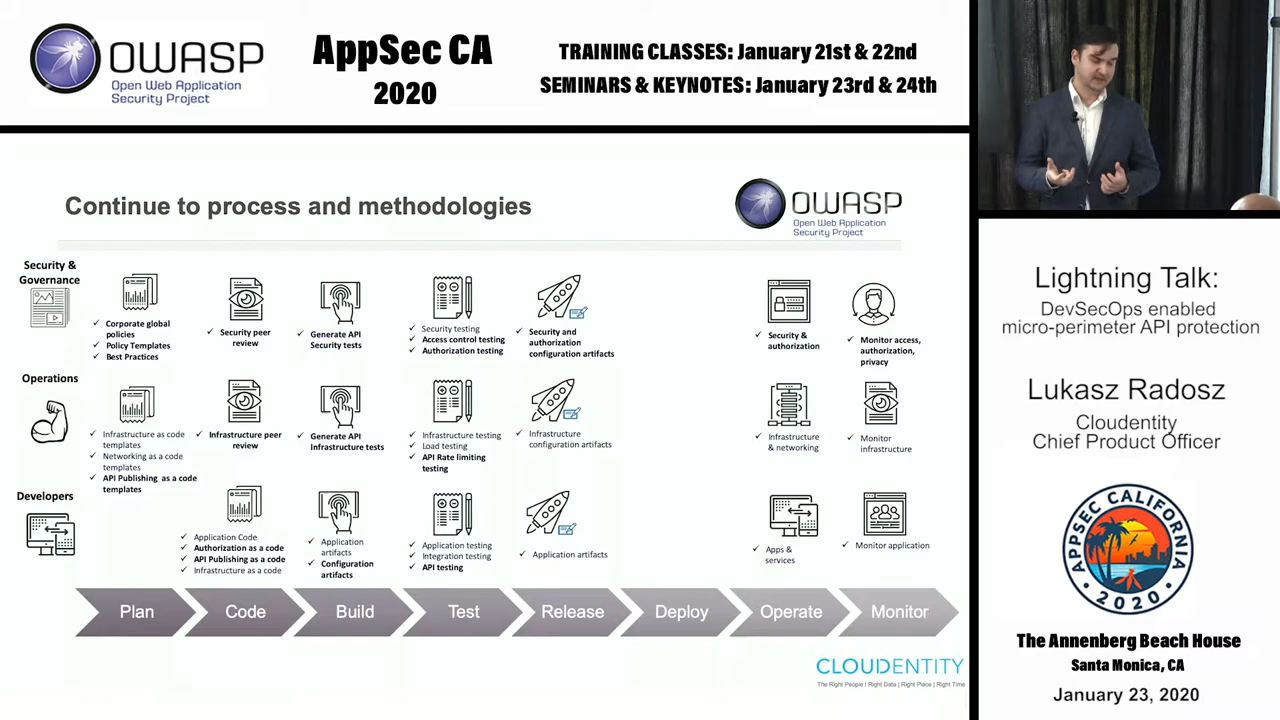 OWASP
Open Web Application
Security Project
AppSec CA
2020
TRAINING CLASSES: January 21st & 22nd
SEMINARS & KEYNOTES: January 23rd & 24th
Continue to process and methodologies
OWASP
Open Web Application
Security Project
Security &
Governance
✓ Corporate global
policies
✓ Policy Templates
✓ Best Practices
✓ Security peer
review
✓ Generate API
Security tests
✓ Security testing
✓ Access control testing
✓ Authorization testing
✓ Security and
authorization
configuration artifacts
✓ Security &
authorization
✓ Monitor access,
authorization,
privacy
Operations
✓ Infrastructure as code
templates
✓ Networking as a code
templates
✓ API Publishing as a code
templates
✓ Infrastructure peer
review
✓ Generate API
Infrastructure tests
✓ Infrastructure testing
✓ Load testing
✓ API Rate limiting
testing
✓ Infrastructure
configuration artifacts
✓ Infrastructure
& networking
✓ Monitor
infrastructure
Developers
✓ Application Code
✓ Authorization as a code
✓ API Publishing as a code
✓ Infrastructure as a code
✓ Application
artifacts
✓ Configuration
artifacts
✓ Application testing
✓ Integration testing
✓ API testing
✓ Application artifacts
✓ Apps &
services
✓ Monitor application
Plan
Code
Build
Test
Release
Deploy
Operate
Monitor
CLOUDENTITY
The Right People | Right Data | Right Place | Right Time
Lightning Talk:
DevSecOps enabled
micro-perimeter API protection
Lukasz Radosz
Cloudentity
Chief Product Officer
APPSEC CALIFORNIA
2020
The Annenberg Beach House
Santa Monica, CA
January 23, 2020